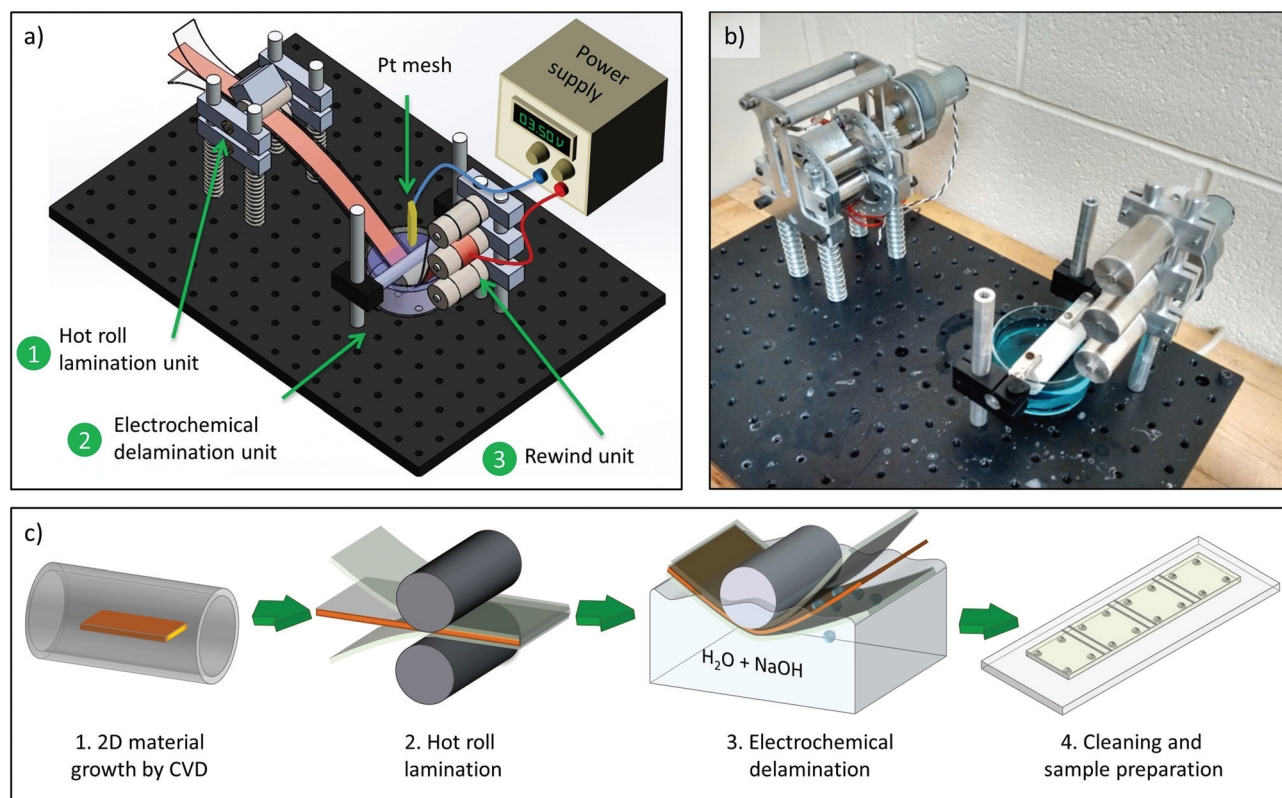 a)
Pt mesh
Power
supply
03.50V
1
Hot roll
lamination unit
2
Electrochemical
delamination unit
3
Rewind unit
b)
c)
H₂O + NaOH
1. 2D material
growth by CVD
2. Hot roll
lamination
3. Electrochemical
delamination
4. Cleaning and
sample preparation